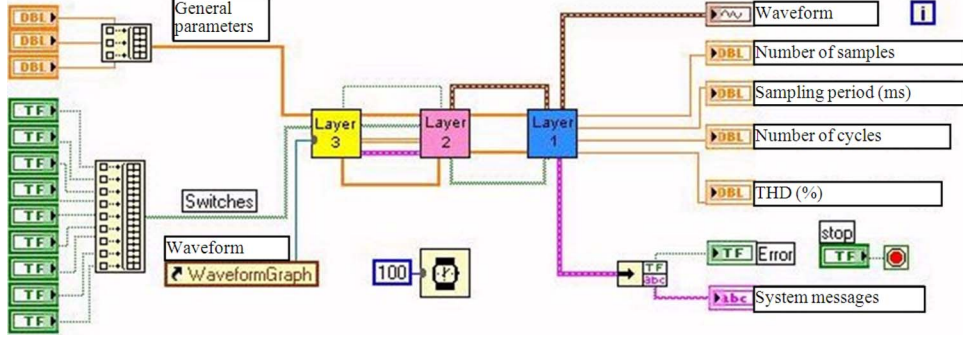 DBL
General
parameters
DBL
DBL
Waveform
i
DBL
Number of samples
DBL
Sampling period (ms)
DBL
Number of cycles
DBL
THD (%)
Layer
3
Layer
2
Layer
1
TF
TF
TF
TF
TF
TF
TF
TF
TF
Switches
Waveform
WaveformGraph
100
TF
abc
TF
Error
stop
TF
abc
System messages